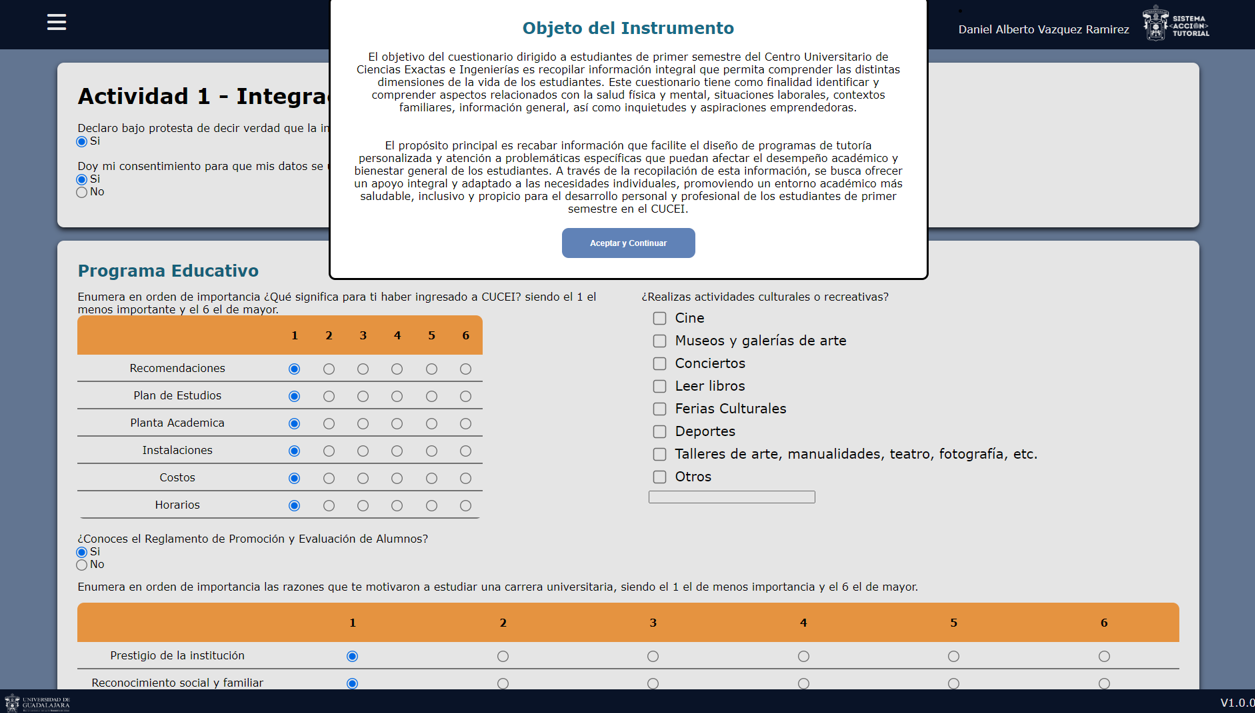 Daniel Alberto Vazquez Ramirez
SISTEMA
<ACCIÓN>
TUTORIAL
Objeto del Instrumento
El objetivo del cuestionario dirigido a estudiantes de primer semestre del Centro Universitario de
Ciencias Exactas e Ingenierías es recopilar información integral que permita comprender las distintas
dimensiones de la vida de los estudiantes. Este cuestionario tiene como finalidad identificar y
comprender aspectos relacionados con la salud física y mental, situaciones laborales, contextos
familiares, información general, así como inquietudes y aspiraciones emprendedoras.
El propósito principal es recabar información que facilite el diseño de programas de tutoría
personalizada y atención a problemáticas específicas que puedan afectar el desempeño académico y
bienestar general de los estudiantes. A través de la recopilación de esta información, se busca ofrecer
un apoyo integral y adaptado a las necesidades individuales, promoviendo un entorno académico más
saludable, inclusivo y propicio para el desarrollo personal y profesional de los estudiantes de primer
semestre en el CUCEI.
Aceptar y Continuar
Actividad 1 - Integra
Declaro bajo protesta de decir verdad que la in
Si
Doy mi consentimiento para que mis datos se
Si
No
Programa Educativo
Enumera en orden de importancia ¿Qué significa para ti haber ingresado a CUCEI? siendo el 1 el
menos importante y el 6 el de mayor.
1 2 3 4 5 6
Recomendaciones
Plan de Estudios
Planta Academica
Instalaciones
Costos
Horarios
¿Realizas actividades culturales o recreativas?
Cine
Museos y galerías de arte
Conciertos
Leer libros
Ferias Culturales
Deportes
Talleres de arte, manualidades, teatro, fotografía, etc.
Otros
¿Conoces el Reglamento de Promoción y Evaluación de Alumnos?
Si
No
Enumera en orden de importancia las razones que te motivaron a estudiar una carrera universitaria, siendo el 1 el de menos importancia y el 6 el de mayor.
1 2 3 4 5 6
Prestigio de la institución
Reconocimiento social y familiar
UNIVERSIDAD DE
GUADALAJARA
V1.0.0